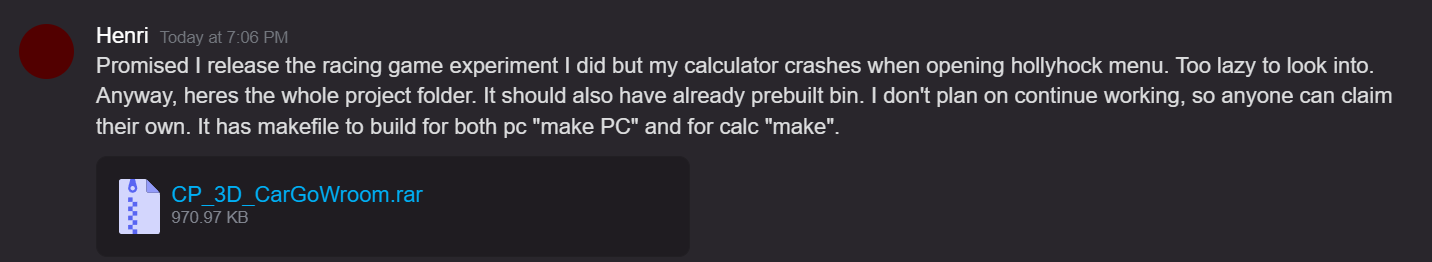 Henri Today at 7:06 PM
Promised I release the racing game experiment I did but my calculator crashes when opening hollyhock menu. Too lazy to look into.
Anyway, heres the whole project folder. It should also have already prebuilt bin. I don't plan on continue working, so anyone can claim
their own. It has makefile to build for both pc "make PC" and for calc "make".
CP_3D_CarGoWroom.rar
970.97 KB